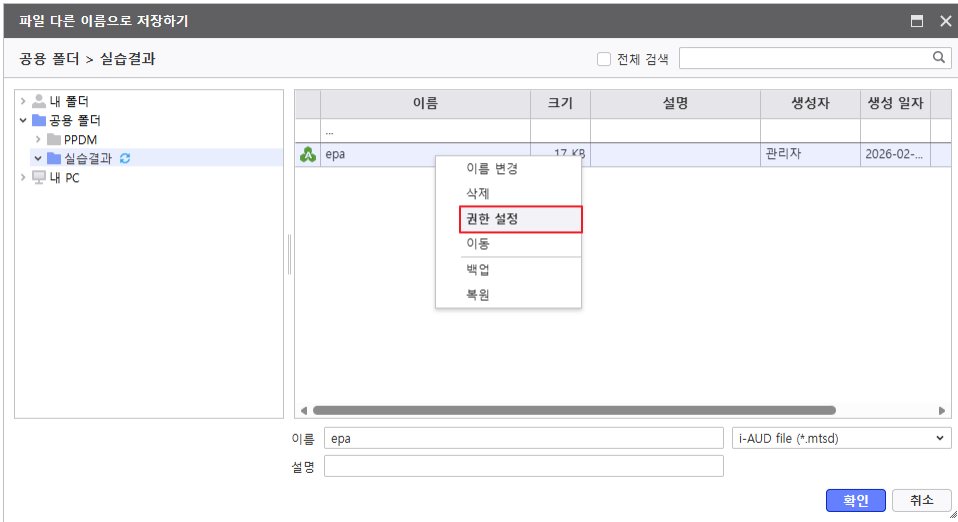 파일 다른 이름으로 저장하기
공용 폴더 > 실습결과
전체 검색
내 폴더
공용 폴더
PPDM
실습결과
내 PC
이름 크기 설명 생성자 생성 일자
...
epa 17 KB 관리자 2026-02-...
이름 변경
삭제
권한 설정
이동
백업
복원
이름 epa i-AUD file (*.mtsd)
설명
확인 취소